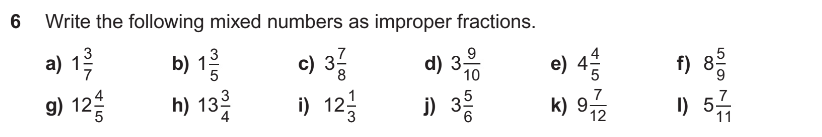 6 Write the following mixed numbers as improper fractions.
a) 1 3/7 b) 1 3/5 c) 3 7/8 d) 3 9/10 e) 4 4/5 f) 8 5/9
g) 12 4/5 h) 13 3/4 i) 12 1/3 j) 3 5/6 k) 9 7/12 l) 5 7/11